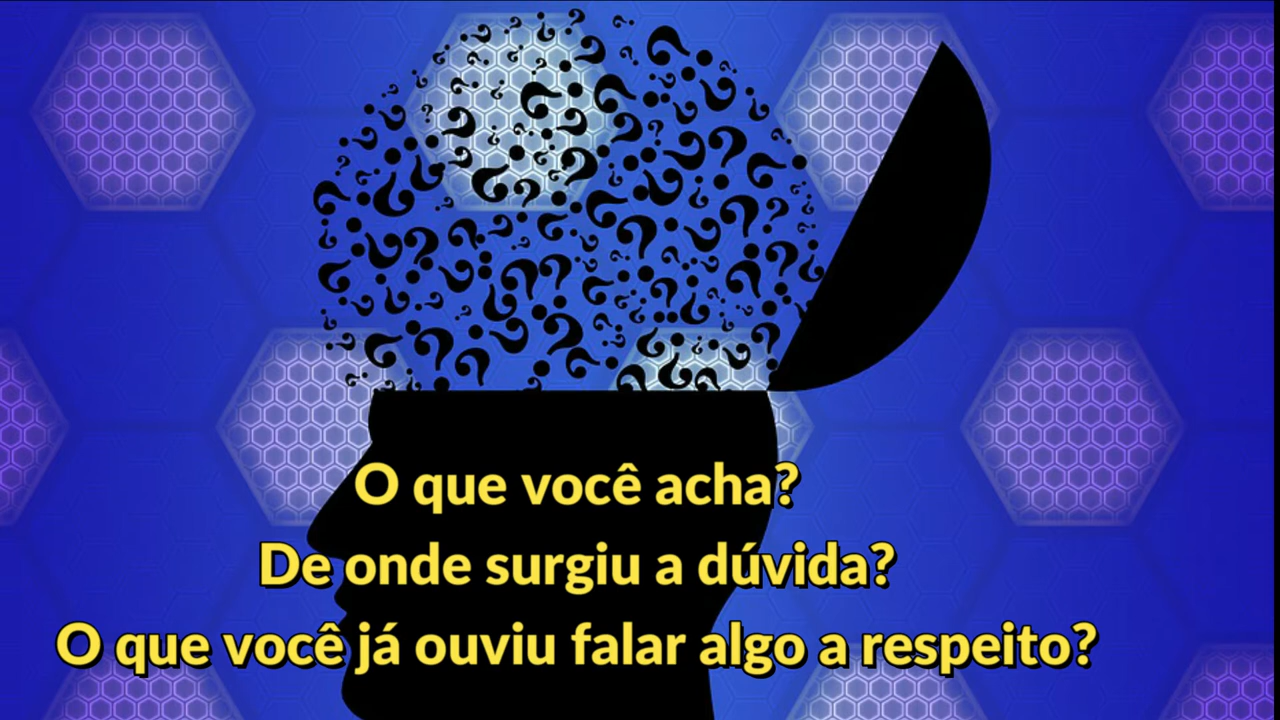 O que você acha?
De onde surgiu a dúvida?
O que você já ouviu falar algo a respeito?